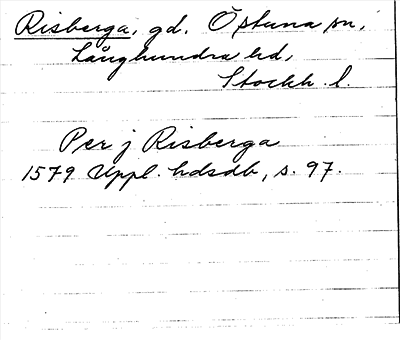 Risberga, gd. Östuna sn,
Långhundra hd,
Stockh. l.
Per j Risberga
1579 Uppl. hdsdb, s. 97.